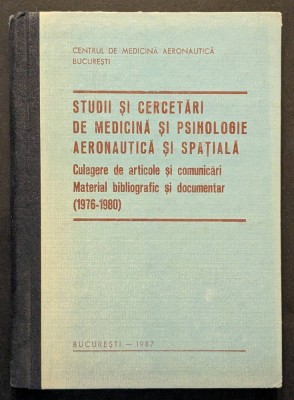 CENTRUL DE MEDICINĂ AERONAUTICĂ
BUCUREȘTI
STUDII ȘI CERCETĂRI
DE MEDICINĂ ȘI PSIHOLOGIE
AERONAUTICĂ ȘI SPAȚIALĂ
Culegere de articole și comunicări
Material bibliografic și documentar
(1976-1980)
BUCUREȘTI — 1987